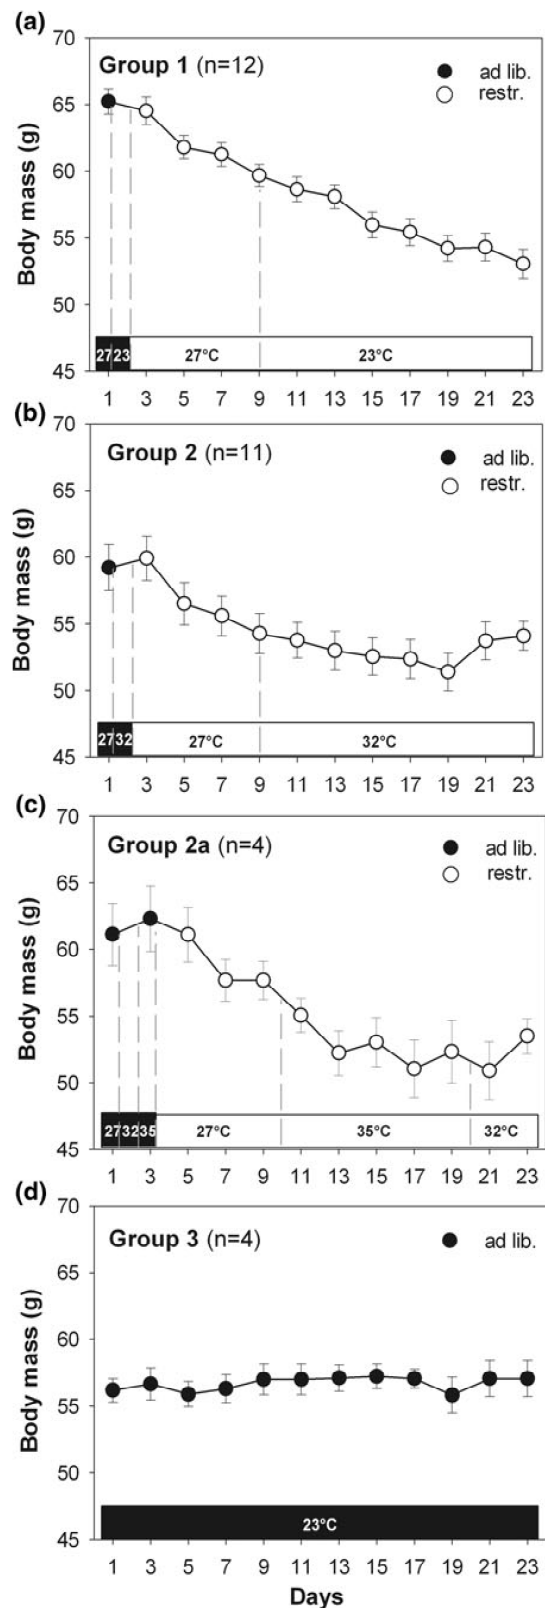 (a)
70
Group 1 (n=12)
ad lib.
restr.
65
60
55
50
45
Body mass (g)
27 23 27°C 23°C
1 3 5 7 9 11 13 15 17 19 21 23
(b)
70
Group 2 (n=11)
ad lib.
restr.
65
60
55
50
45
Body mass (g)
27 32 27°C 32°C
1 3 5 7 9 11 13 15 17 19 21 23
(c)
70
Group 2a (n=4)
ad lib.
restr.
65
60
55
50
45
Body mass (g)
27 32 35 27°C 35°C 32°C
1 3 5 7 9 11 13 15 17 19 21 23
(d)
70
Group 3 (n=4)
ad lib.
65
60
55
50
45
Body mass (g)
23°C
1 3 5 7 9 11 13 15 17 19 21 23
Days